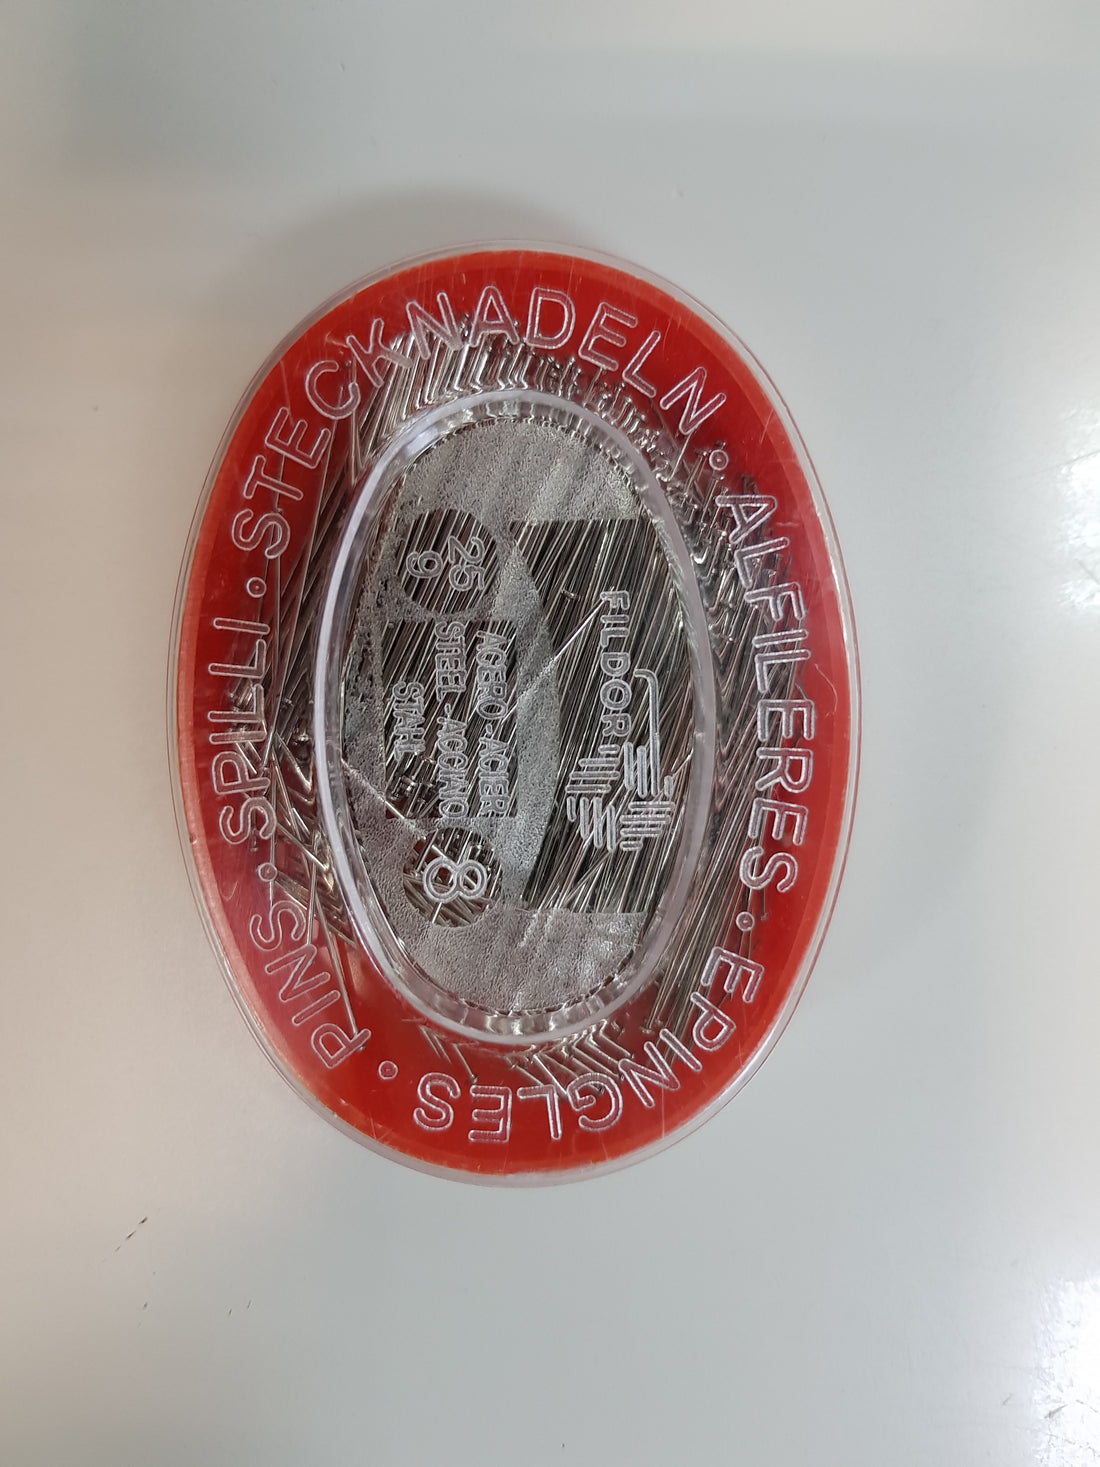 STECKNADELN · ALFILERES · EPINGLES · PINS · SPILLI ·
FILDOR
25
9
ACERO - ACIER
STEEL - ACCIAIO
STAHL
8